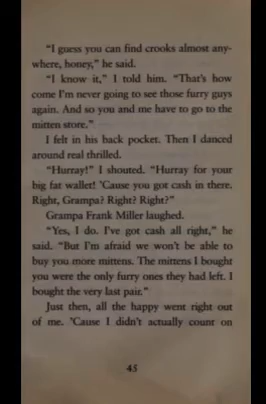 “I guess you can find crooks almost any-
where, honey,” he said.
“I know it,” I told him. “That’s how
come I’m never going to see those furry guys
again. And so you and me have to go to the
mitten store.”
I felt in his back pocket. Then I danced
around real thrilled.
“Hurray!” I shouted. “Hurray for your
big fat wallet! ’Cause you got cash in there.
Right, Grampa? Right? Right?”
Grampa Frank Miller laughed.
“Yes, I do. I’ve got cash all right,” he
said. “But I’m afraid we won’t be able to
buy you more mittens. The mittens I bought
you were the only furry ones they had left. I
bought the very last pair.”
Just then, all the happy went right out
of me. ’Cause I didn’t actually count on
45